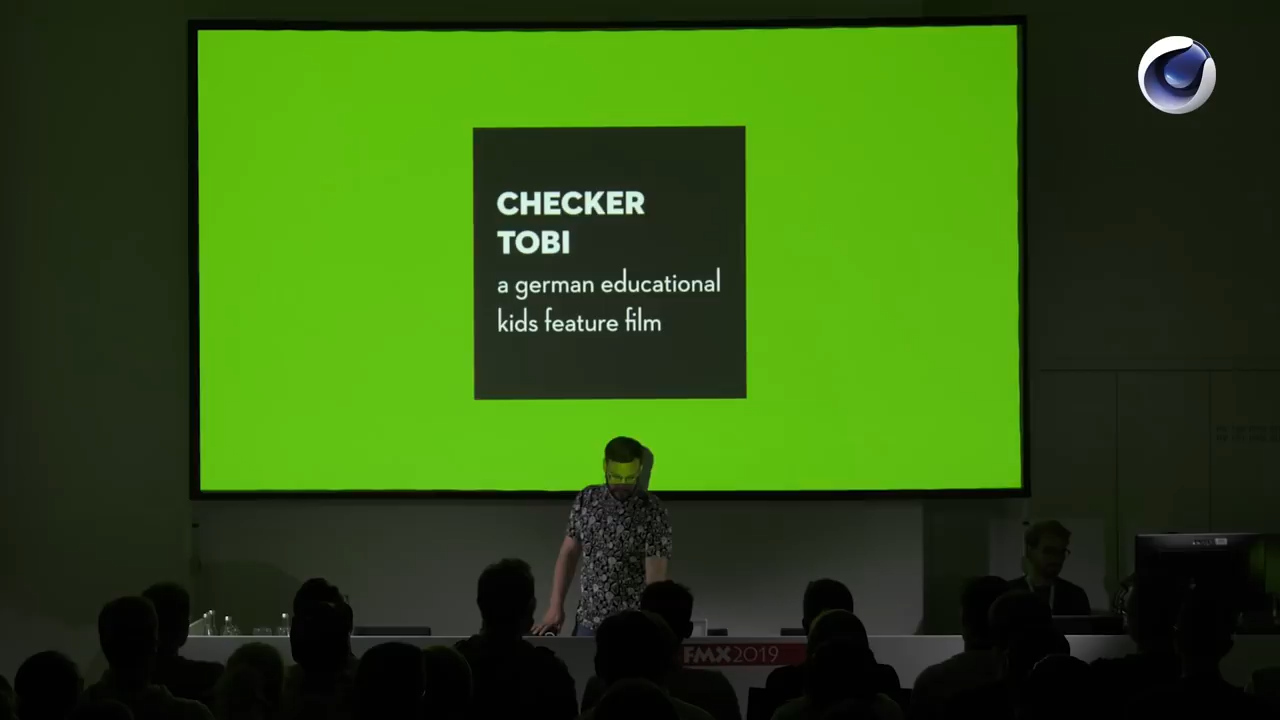 CHECKER
TOBI
a german educational
kids feature film
FMX2019